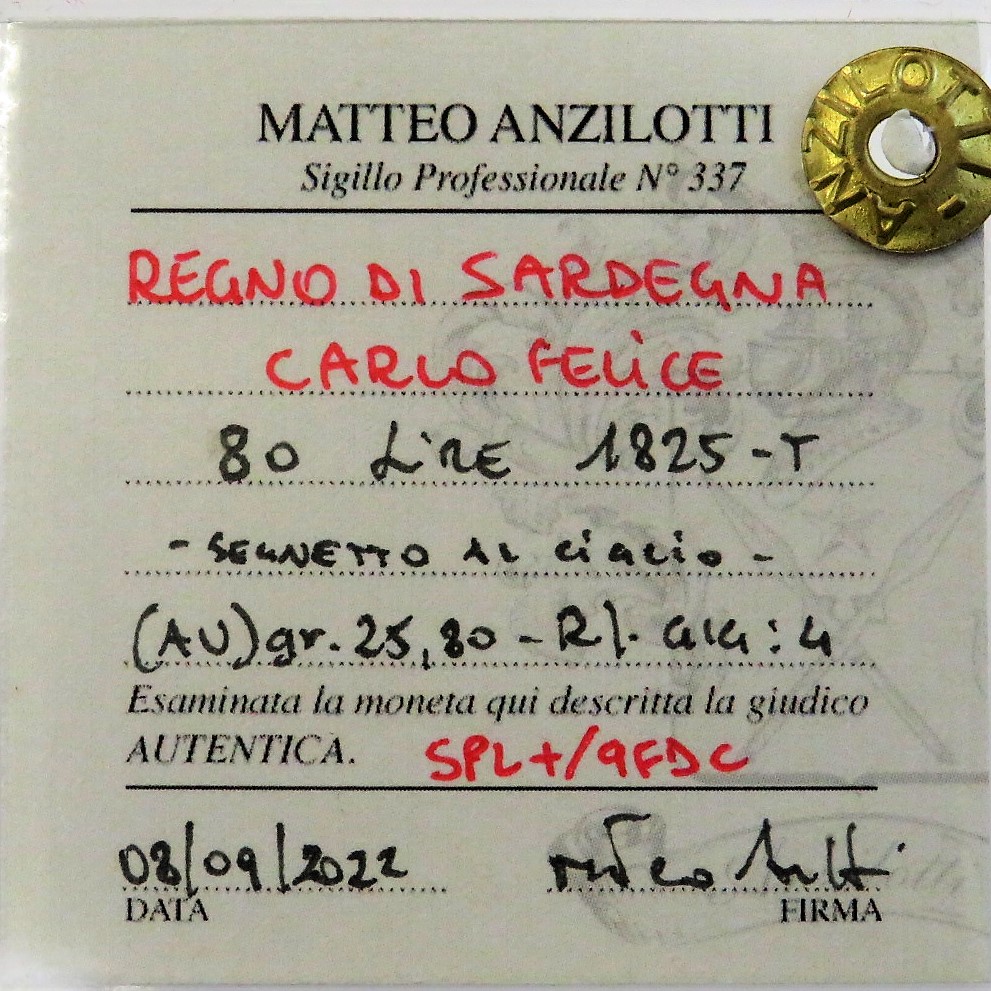 MATTEO ANZILOTTI
Sigillo Professionale N° 337
ANZILOTTI -
REGNO DI SARDEGNA
CARLO FELICE
80 LIRE 1825-T
- SEGNETTO AL CIGLIO -
(AU) gr. 25,80 - R/. GIG: 4
Esaminata la moneta qui descritta la giudico
AUTENTICA. SPL+/qFDC
08/09/2022
DATA
FIRMA